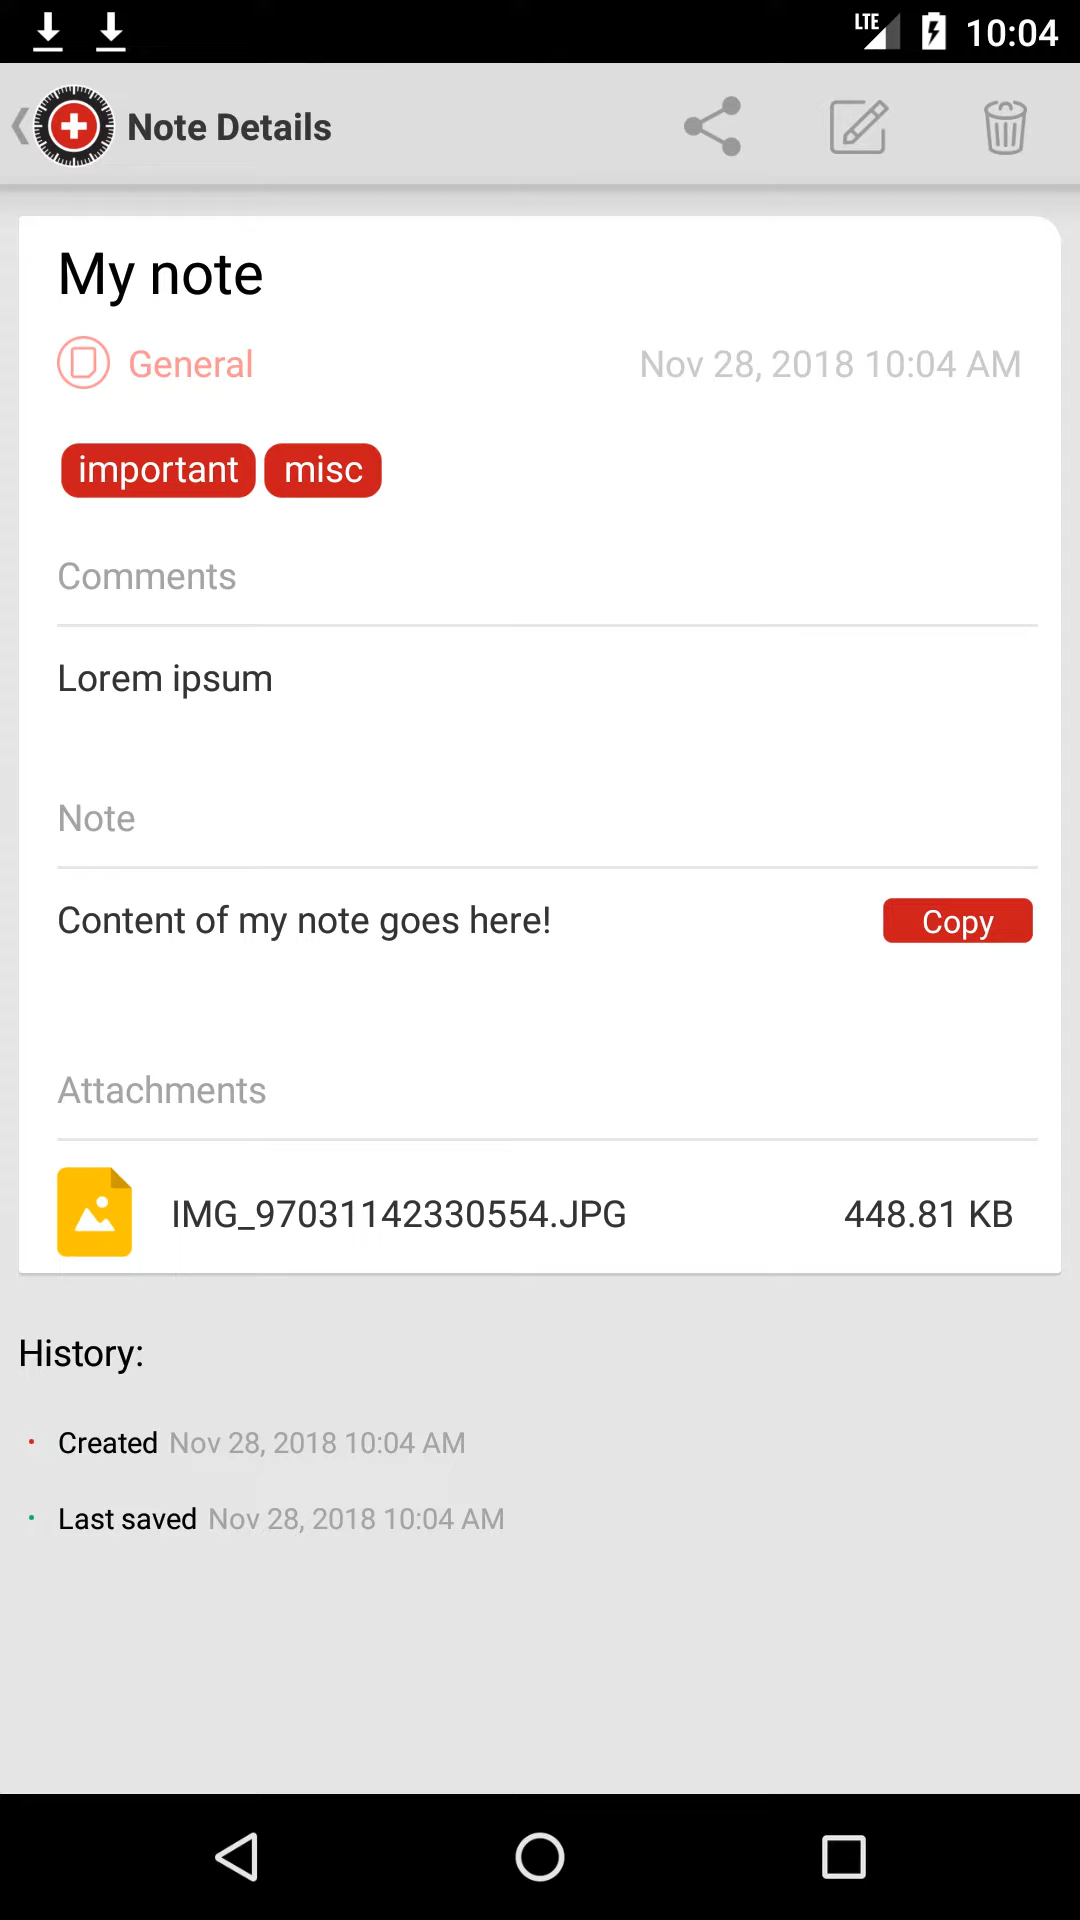 LTE 10:04
Note Details
My note
General Nov 28, 2018 10:04 AM
important misc
Comments
Lorem ipsum
Note
Content of my note goes here! Copy
Attachments
IMG_97031142330554.JPG 448.81 KB
History:
Created Nov 28, 2018 10:04 AM
Last saved Nov 28, 2018 10:04 AM